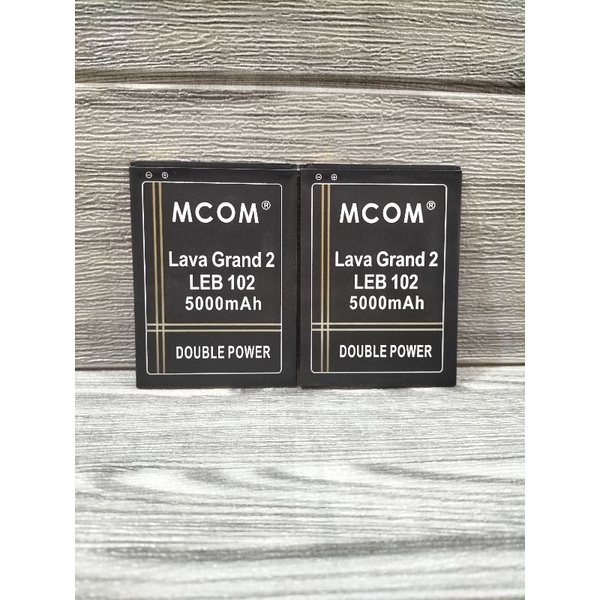 MCOM®
Lava Grand 2
LEB 102
5000mAh
DOUBLE POWER
MCOM®
Lava Grand 2
LEB 102
5000mAh
DOUBLE POWER